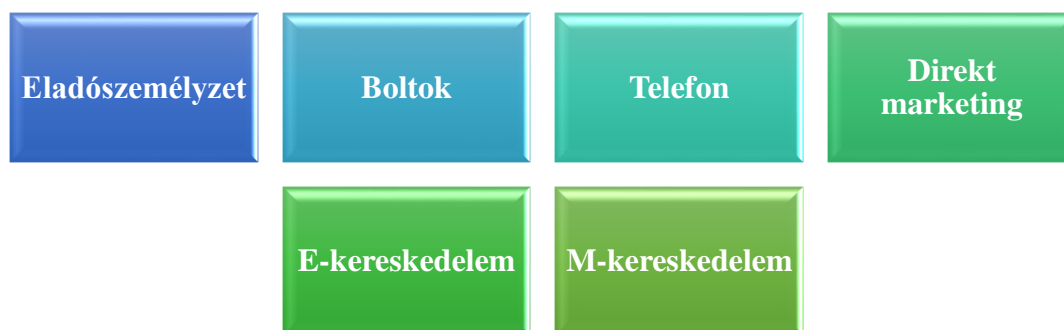 Eladószemélyzet
Boltok
Telefon
Direkt
marketing
E-kereskedelem
M-kereskedelem